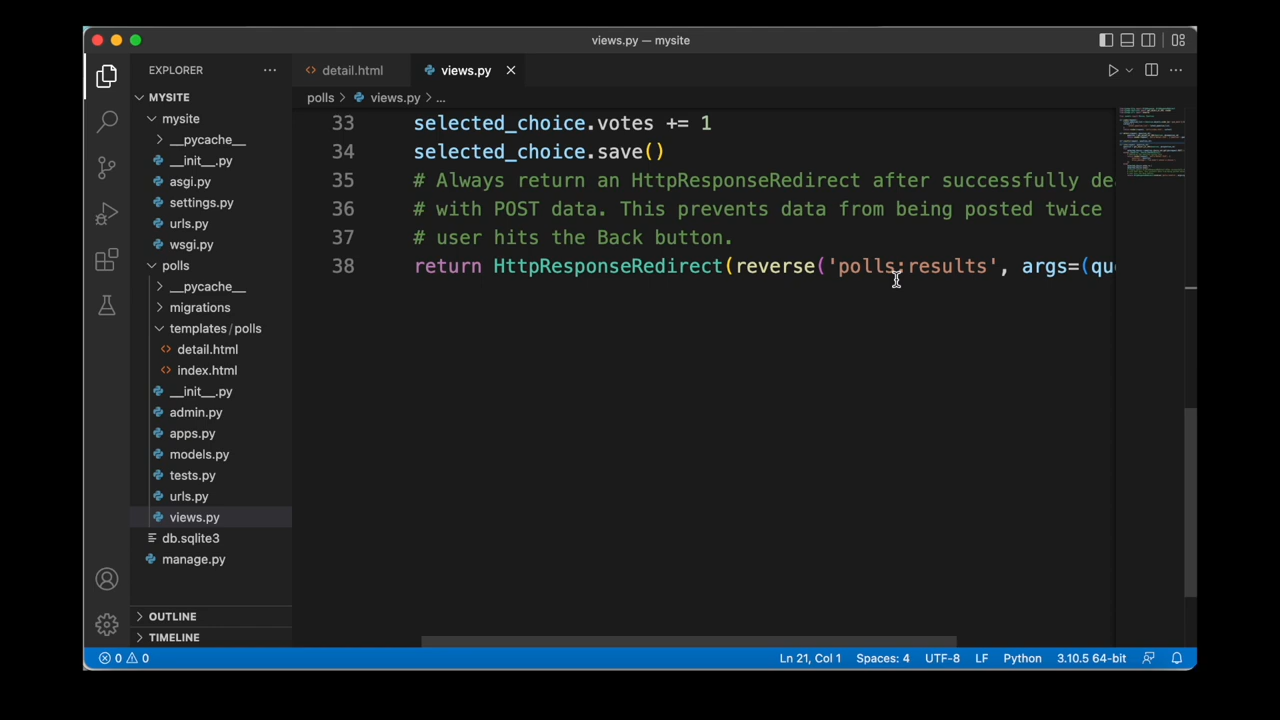 views.py — mysite
EXPLORER
detail.html
views.py
MYSITE
polls > views.py > ...
mysite
__pycache__
__init__.py
asgi.py
settings.py
urls.py
wsgi.py
polls
__pycache__
migrations
templates/polls
detail.html
index.html
__init__.py
admin.py
apps.py
models.py
tests.py
urls.py
views.py
db.sqlite3
manage.py
OUTLINE
TIMELINE
33 selected_choice.votes += 1
34 selected_choice.save()
35 # Always return an HttpResponseRedirect after successfully de
36 # with POST data. This prevents data from being posted twice
37 # user hits the Back button.
38 return HttpResponseRedirect(reverse('polls:results', args=(qu
0 0
Ln 21, Col 1
Spaces: 4
UTF-8
LF
Python
3.10.5 64-bit